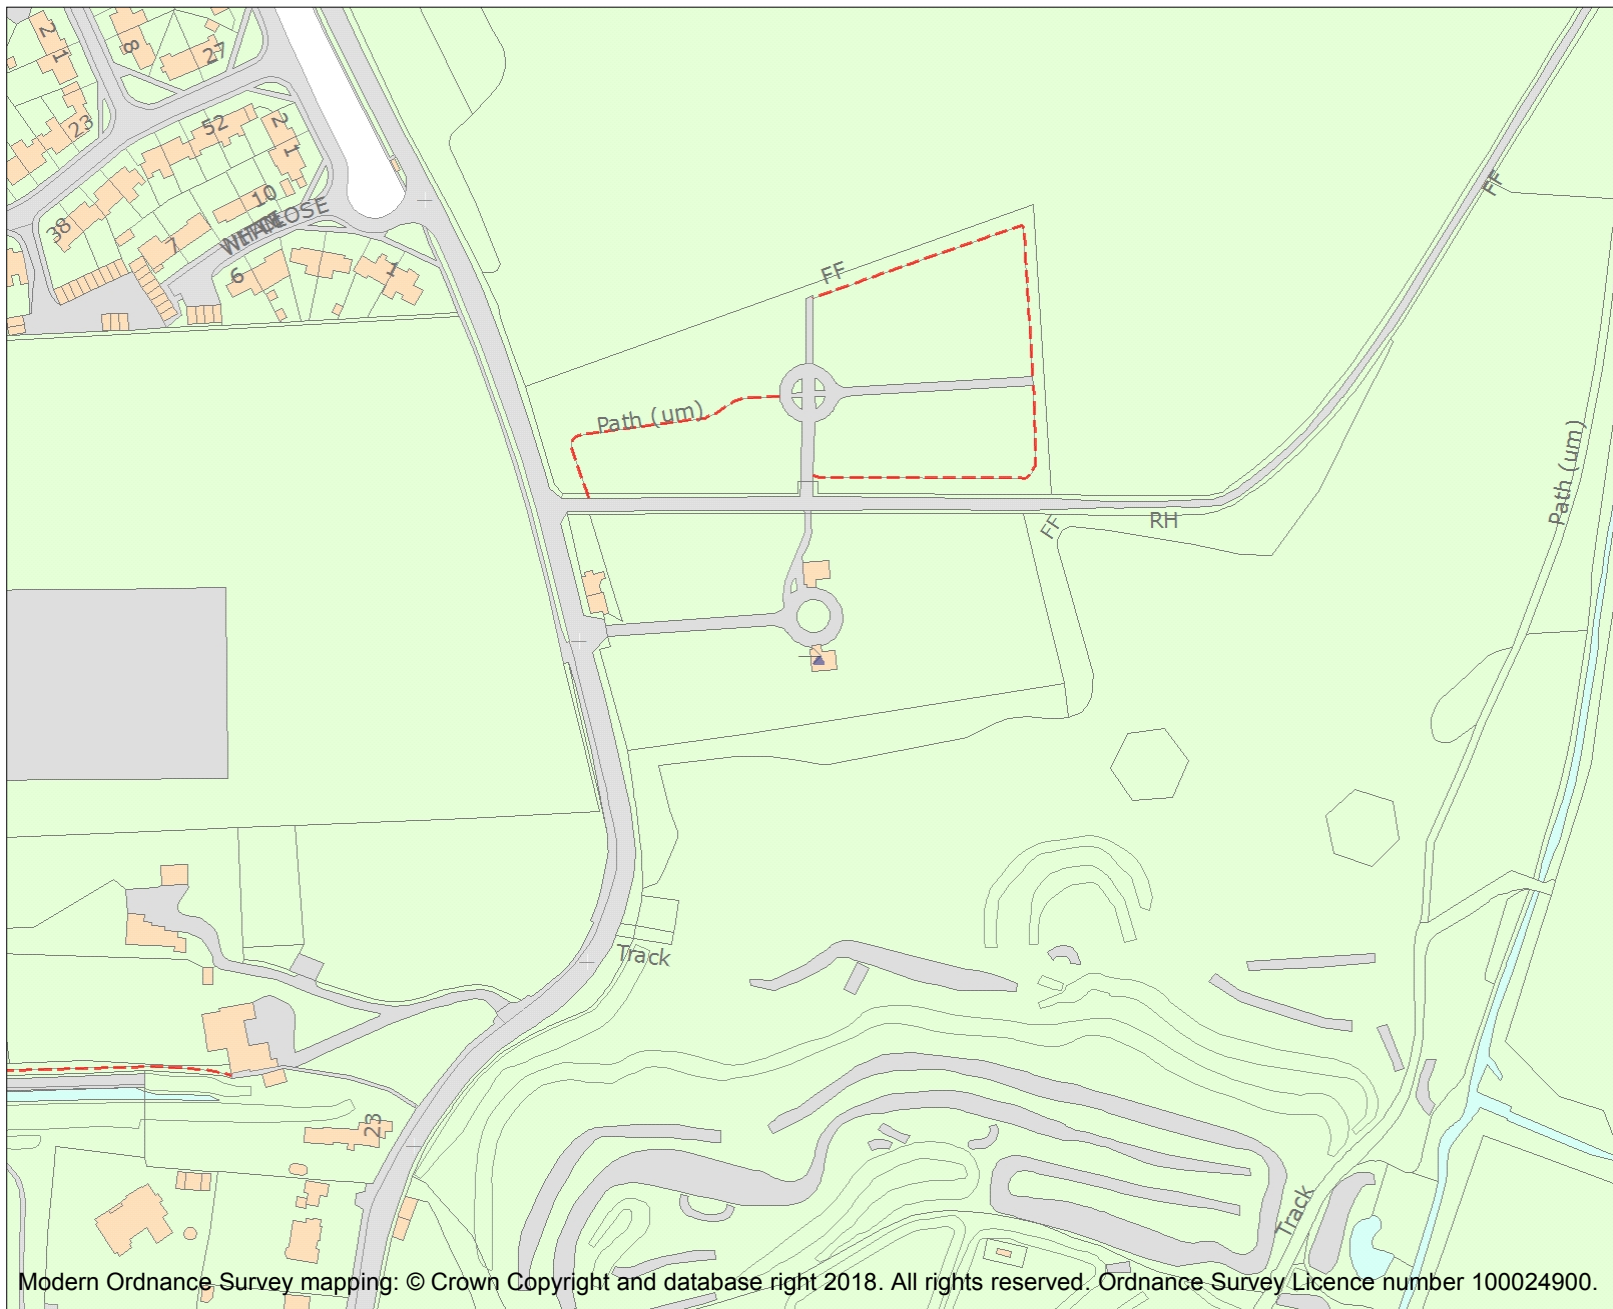 2
1
8
27
23
52
2
1
10
38
7
CLOSE
6
1
FF
FF
Path (um)
Path (um)
RH
FF
Track
23
Track
Modern Ordnance Survey mapping: © Crown Copyright and database right 2018. All rights reserved. Ordnance Survey Licence number 100024900.